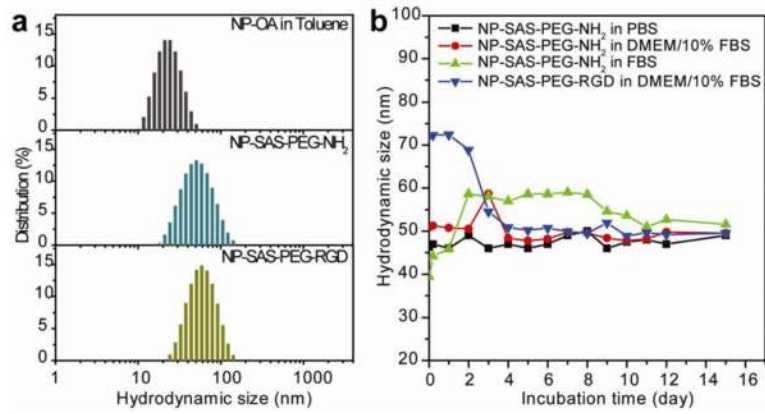 a
NP-OA in Toluene
15
10
5
0
NP-SAS-PEG-NH₂
15
10
5
0
NP-SAS-PEG-RGD
15
10
5
0
Distribution (%)
1 10 100 1000
Hydrodynamic size (nm)
b
NP-SAS-PEG-NH₂ in PBS
NP-SAS-PEG-NH₂ in DMEM/10% FBS
NP-SAS-PEG-NH₂ in FBS
NP-SAS-PEG-RGD in DMEM/10% FBS
100
90
80
70
60
50
40
30
20
Hydrodynamic size (nm)
0 2 4 6 8 10 12 14 16
Incubation time (day)